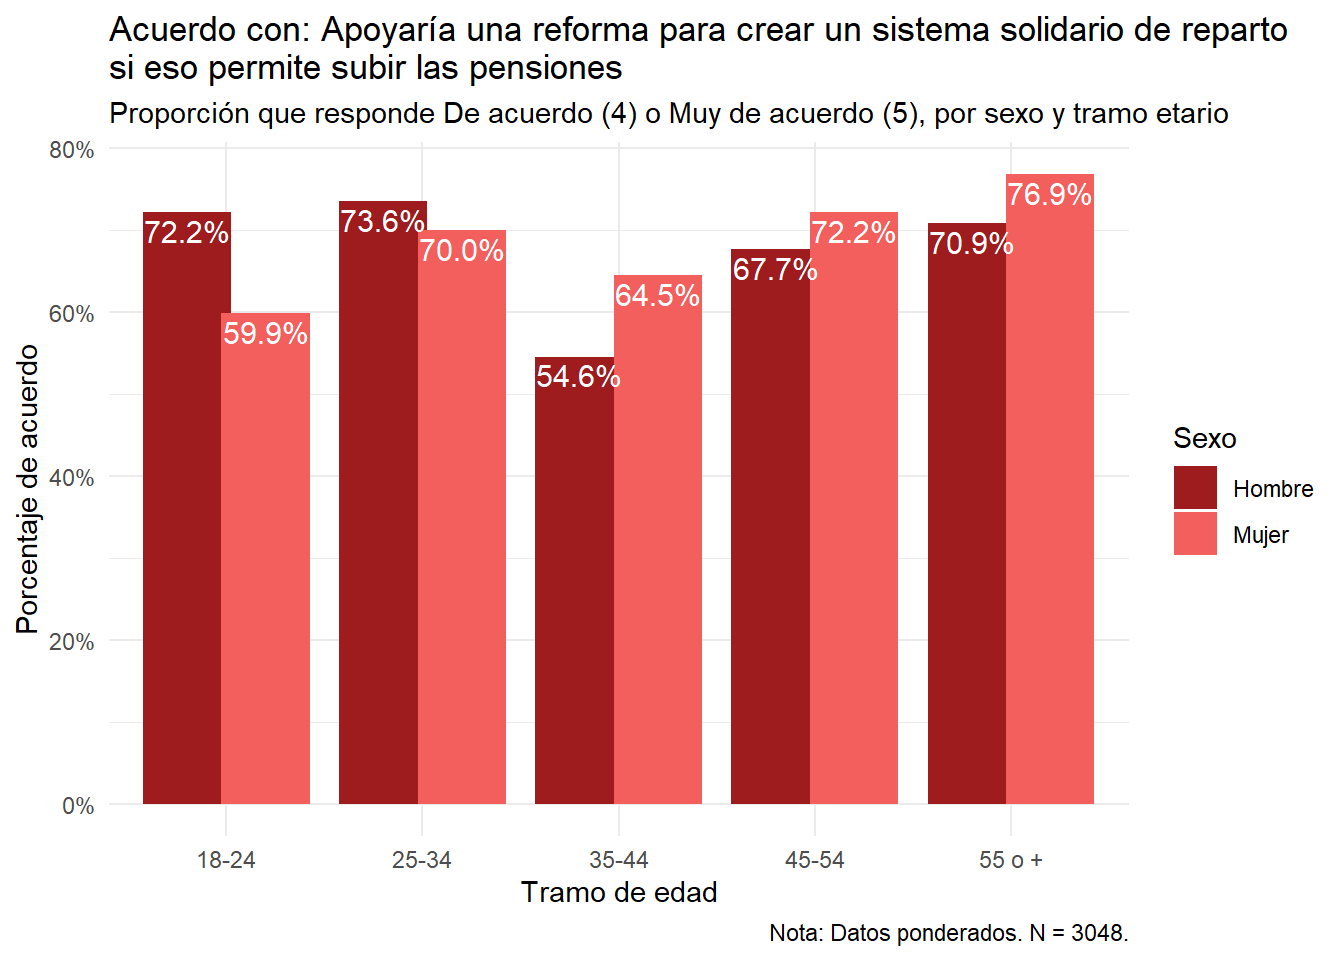 Acuerdo con: Apoyaría una reforma para crear un sistema solidario de reparto
si eso permite subir las pensiones
Proporción que responde De acuerdo (4) o Muy de acuerdo (5), por sexo y tramo etario
Porcentaje de acuerdo
80%
60%
40%
20%
0%
72.2%
59.9%
73.6%
70.0%
54.6%
64.5%
67.7%
72.2%
70.9%
76.9%
18-24
25-34
35-44
45-54
55 o +
Tramo de edad
Sexo
Hombre
Mujer
Nota: Datos ponderados. N = 3048.